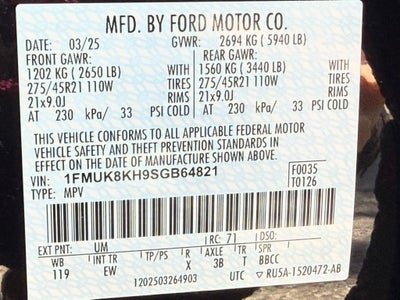 MFD. BY FORD MOTOR CO.
DATE: 03/25 GVWR: 2694 KG ( 5940 LB)
FRONT GAWR: REAR GAWR:
1202 KG ( 2650 LB) WITH 1560 KG ( 3440 LB) WITH
275/45R21 110W TIRES 275/45R21 110W TIRES
21x9.0J RIMS 21x9.0J RIMS
AT 230 kPa/ 33 PSI COLD AT 230 kPa/ 33 PSI COLD
THIS VEHICLE CONFORMS TO ALL APPLICABLE FEDERAL MOTOR
VEHICLE SAFETY AND THEFT PREVENTION STANDARDS IN
EFFECT ON THE DATE OF MANUFACTURE SHOWN ABOVE.
VIN: 1FMUK8KH9SGB64821 F0035
TYPE: MPV T0126
EXT PNT: UM RC: 71 DSO:
WB INT TR TP/PS R AXLE TR SPR
119 EW X 3B T BBCC
1202503264903 UTC ▽ RU5A-1520472-AB